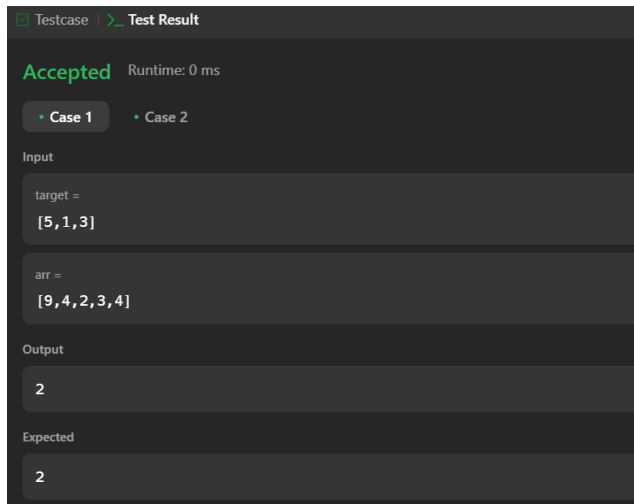 Testcase | >_ Test Result
Accepted Runtime: 0 ms
• Case 1 • Case 2
Input
target =
[5,1,3]
arr =
[9,4,2,3,4]
Output
2
Expected
2